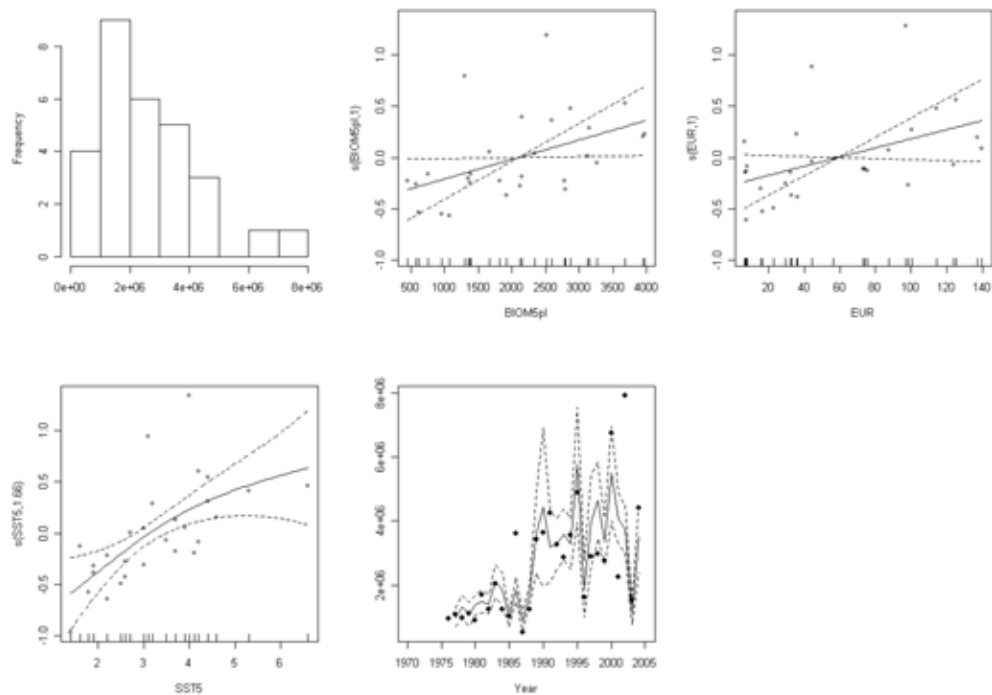 Frequency
0 2 4 6 8
0e+00 2e+06 4e+06 6e+06 8e+06
s(BIOM5pl,1)
-1.0 -0.5 0.0 0.5
500 1000 1500 2000 2500 3000 3500 4000
BIOM5pl
s(EUR,1)
-1.0 -0.5 0.0 0.5
20 40 60 80 100 120 140
EUR
s(SST5,1.66)
-1.0 -0.5 0.0 0.5 1.0
2 3 4 5 6
SST5
2e+06 4e+06 6e+06 8e+06
1970 1975 1980 1985 1990 1995 2000 2005
Year